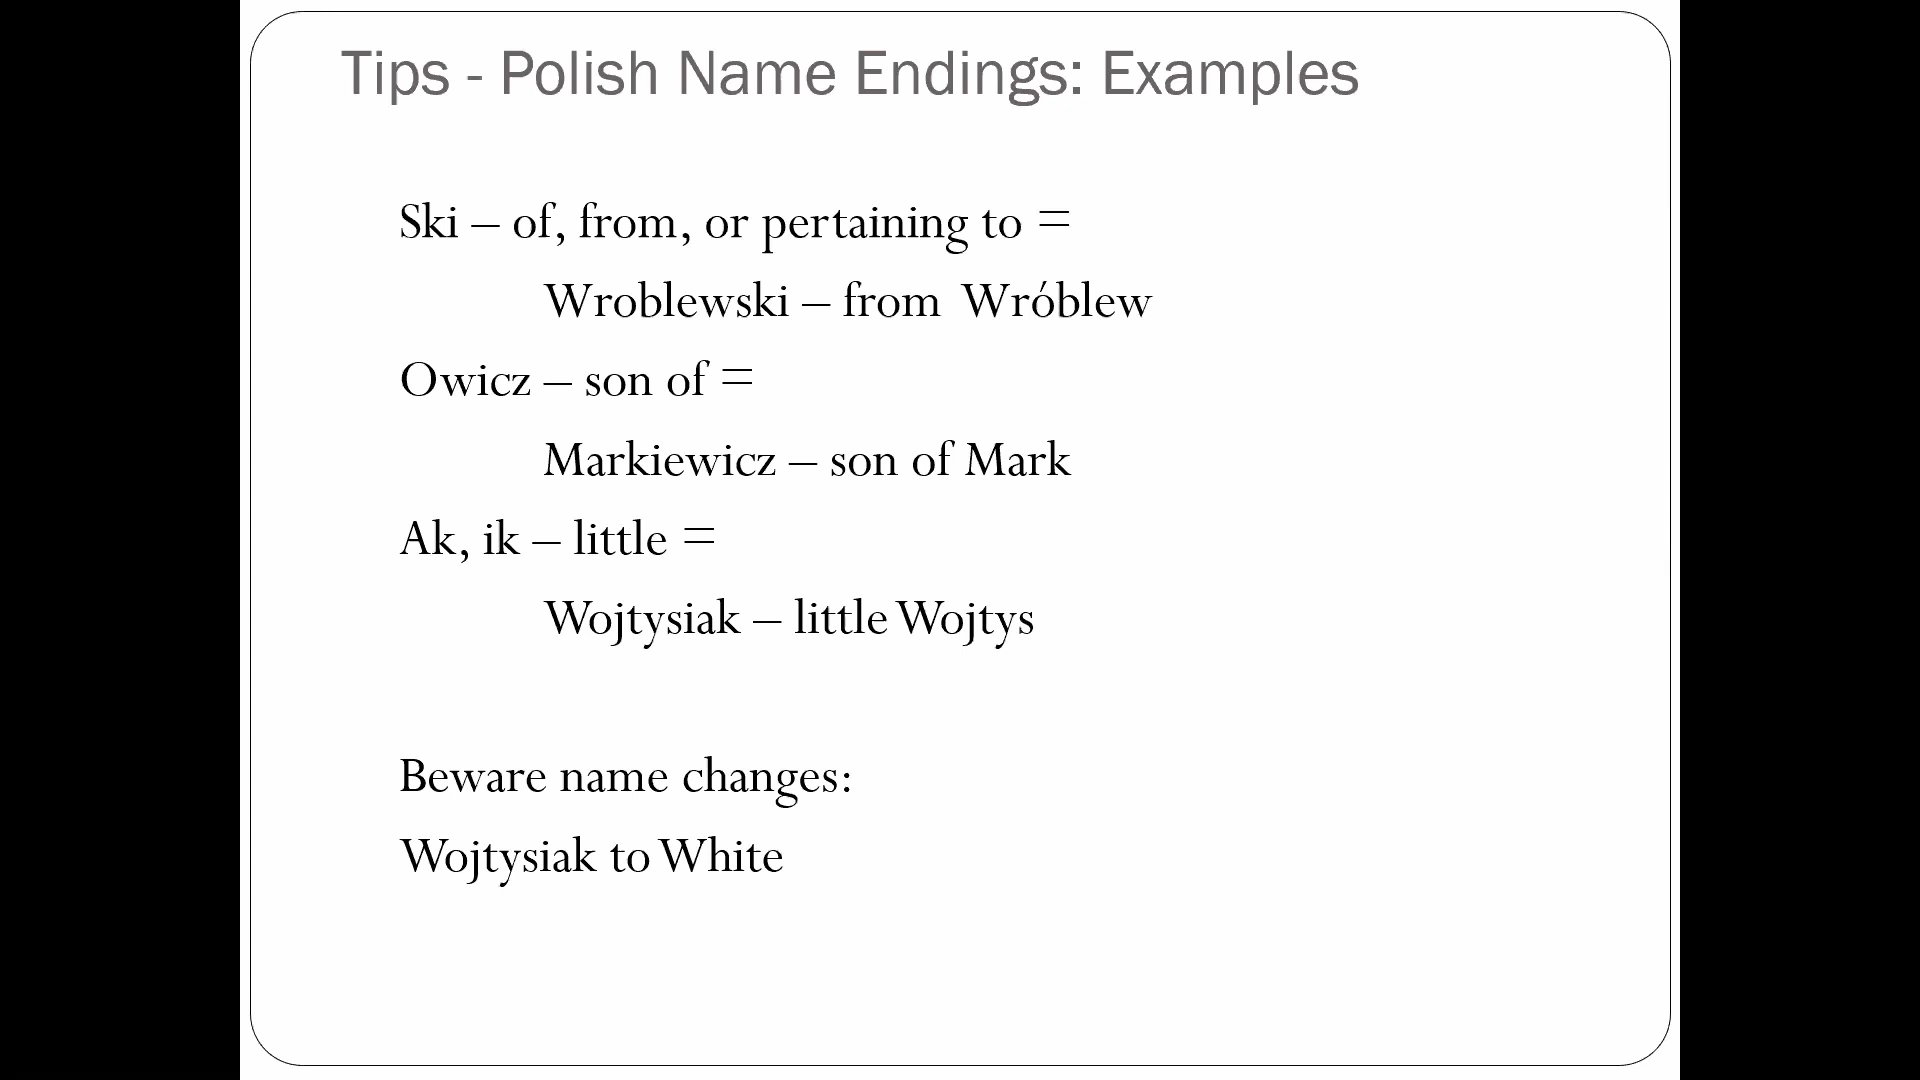 Tips - Polish Name Endings: Examples
Ski – of, from, or pertaining to =
Wroblewski – from Wróblew
Owicz – son of =
Markiewicz – son of Mark
Ak, ik – little =
Wojtysiak – little Wojtys
Beware name changes:
Wojtysiak to White